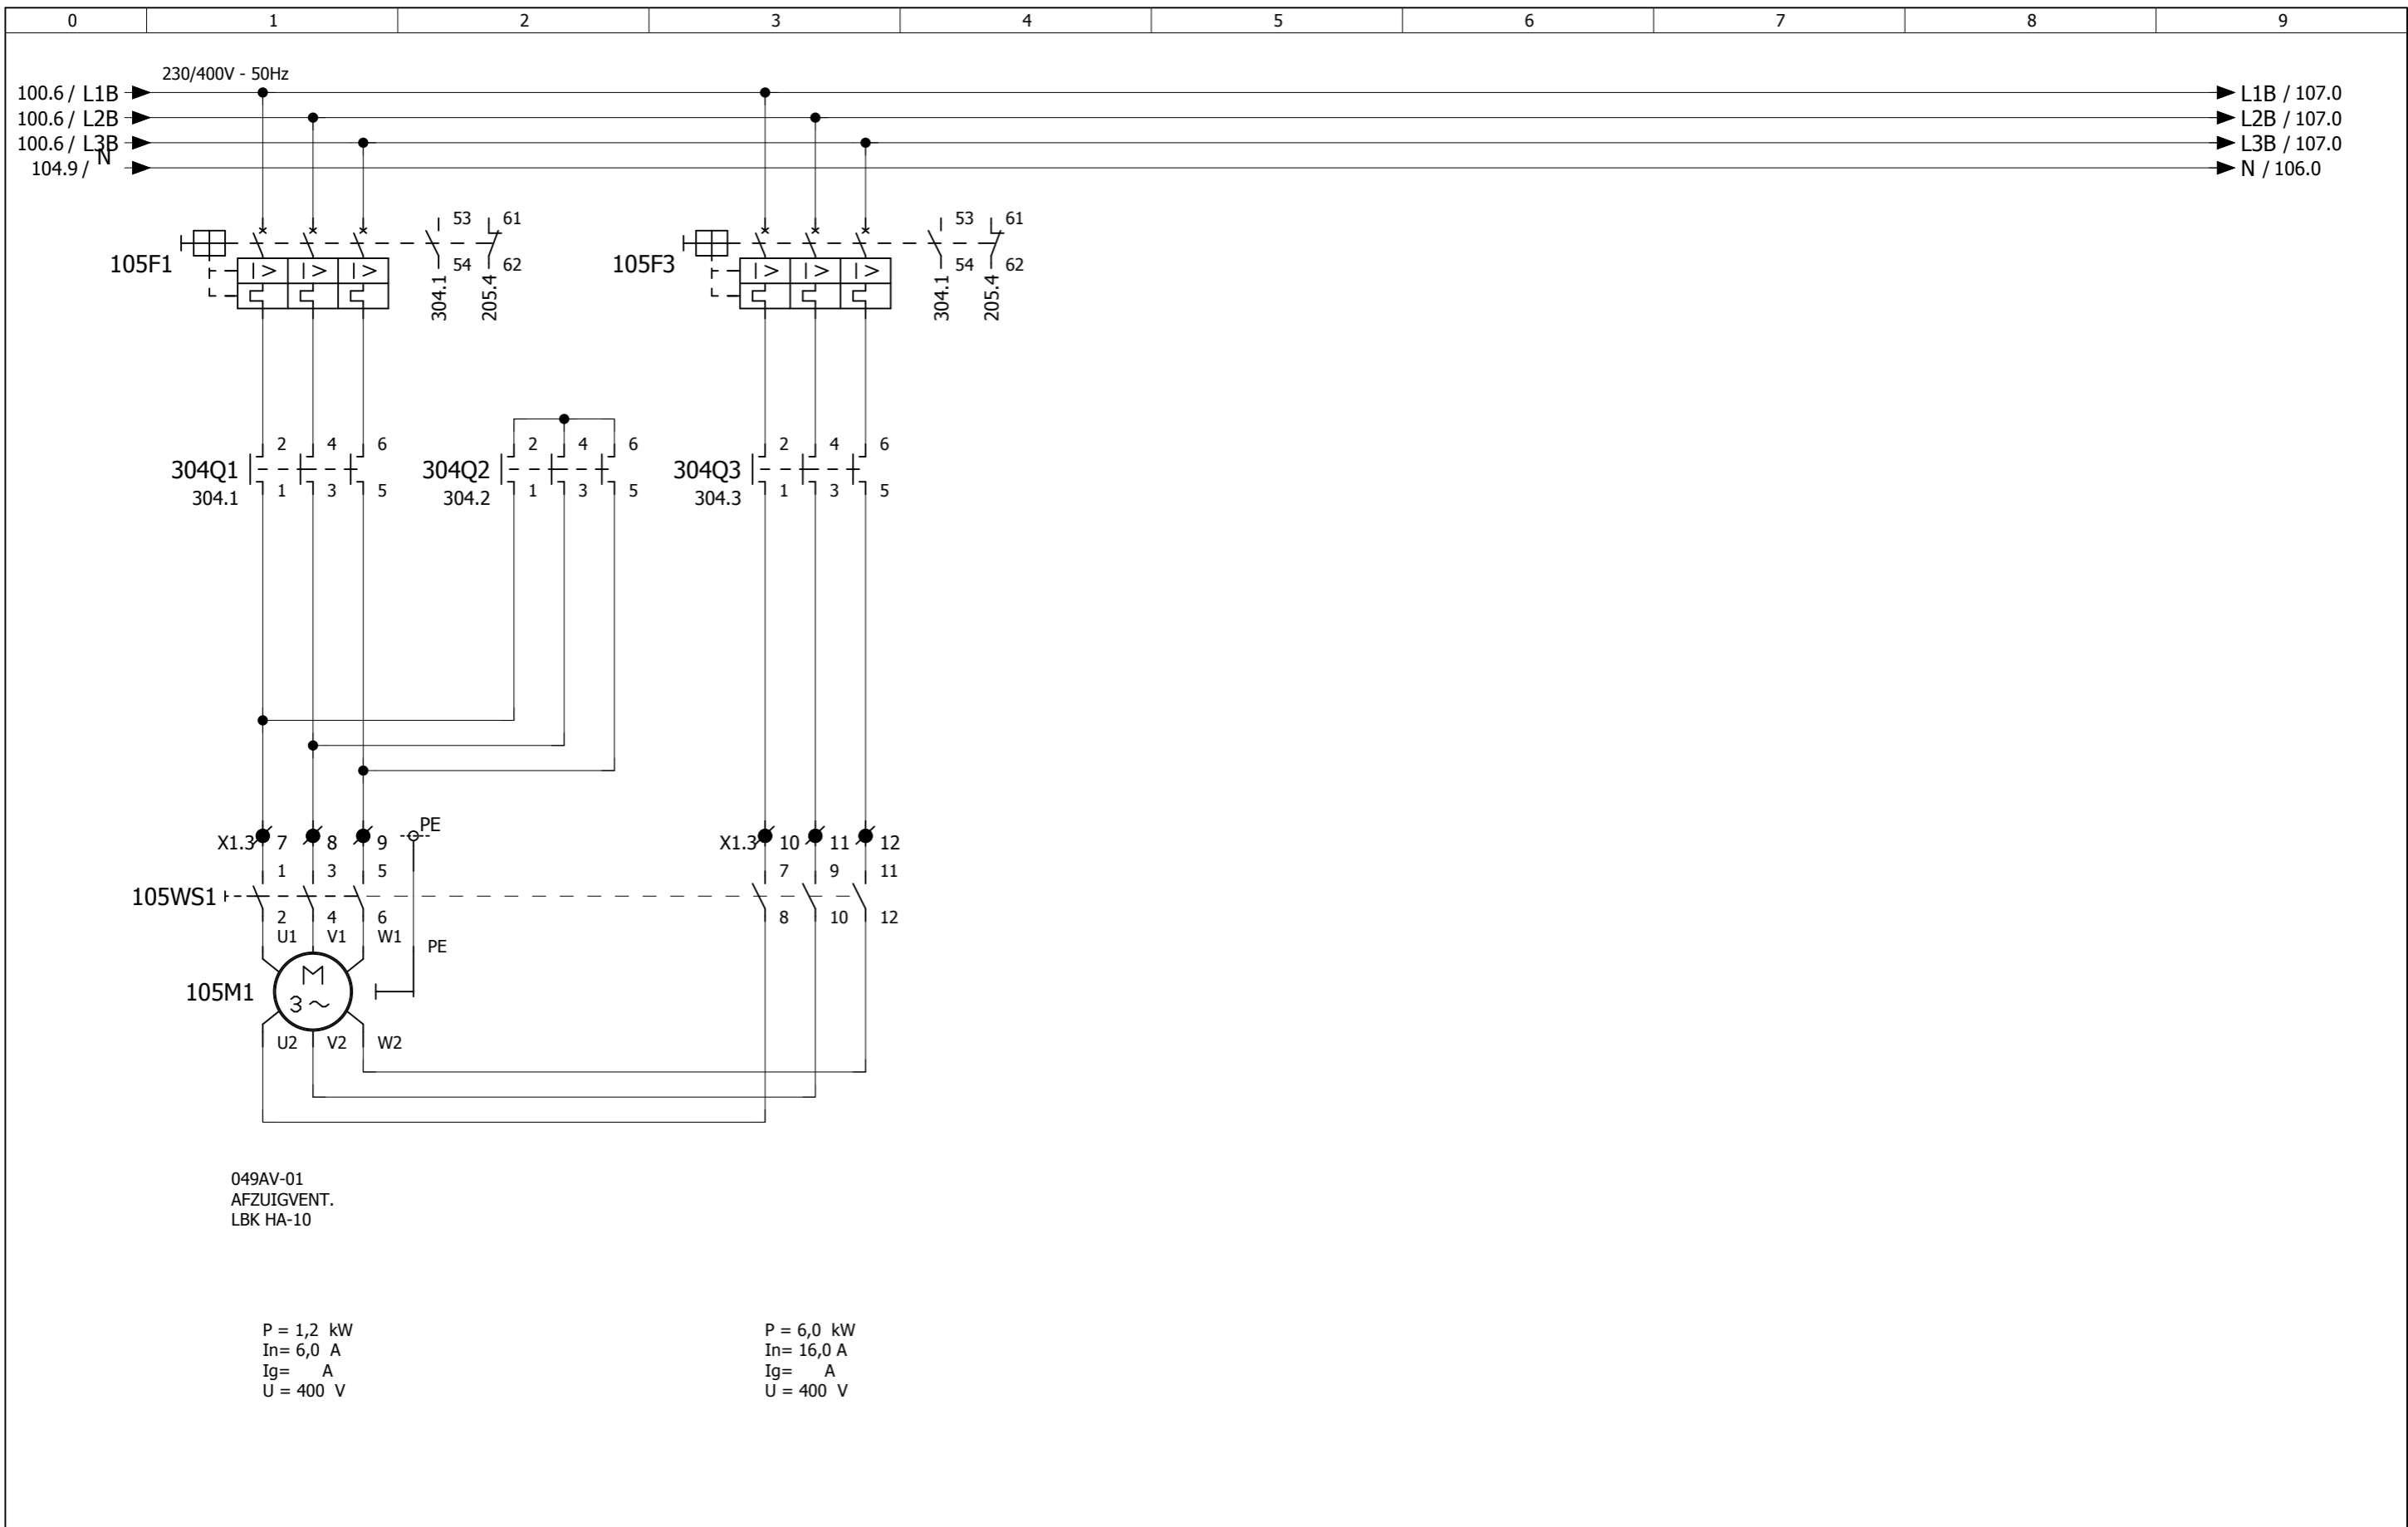 0 1 2 3 4 5 6 7 8 9
230/400V - 50Hz
100.6 / L1B L1B / 107.0
100.6 / L2B L2B / 107.0
100.6 / L3B L3B / 107.0
104.9 / N N / 106.0
53 61 53 61
105F1 54 62 105F3 54 62
I> I> I> I> I> I>
304.1 205.4 304.1 205.4
2 4 6 2 4 6 2 4 6
304Q1 304Q2 304Q3
304.1 1 3 5 304.2 1 3 5 304.3 1 3 5
PE
X1.3 7 8 9 X1.3 10 11 12
1 3 5 7 9 11
105WS1
2 4 6 8 10 12
U1 V1 W1
PE
M
105M1
3~
U2 V2 W2
049AV-01
AFZUIGVENT.
LBK HA-10
P = 1,2 kW P = 6,0 kW
In= 6,0 A In= 16,0 A
Ig= A Ig= A
U = 400 V U = 400 V